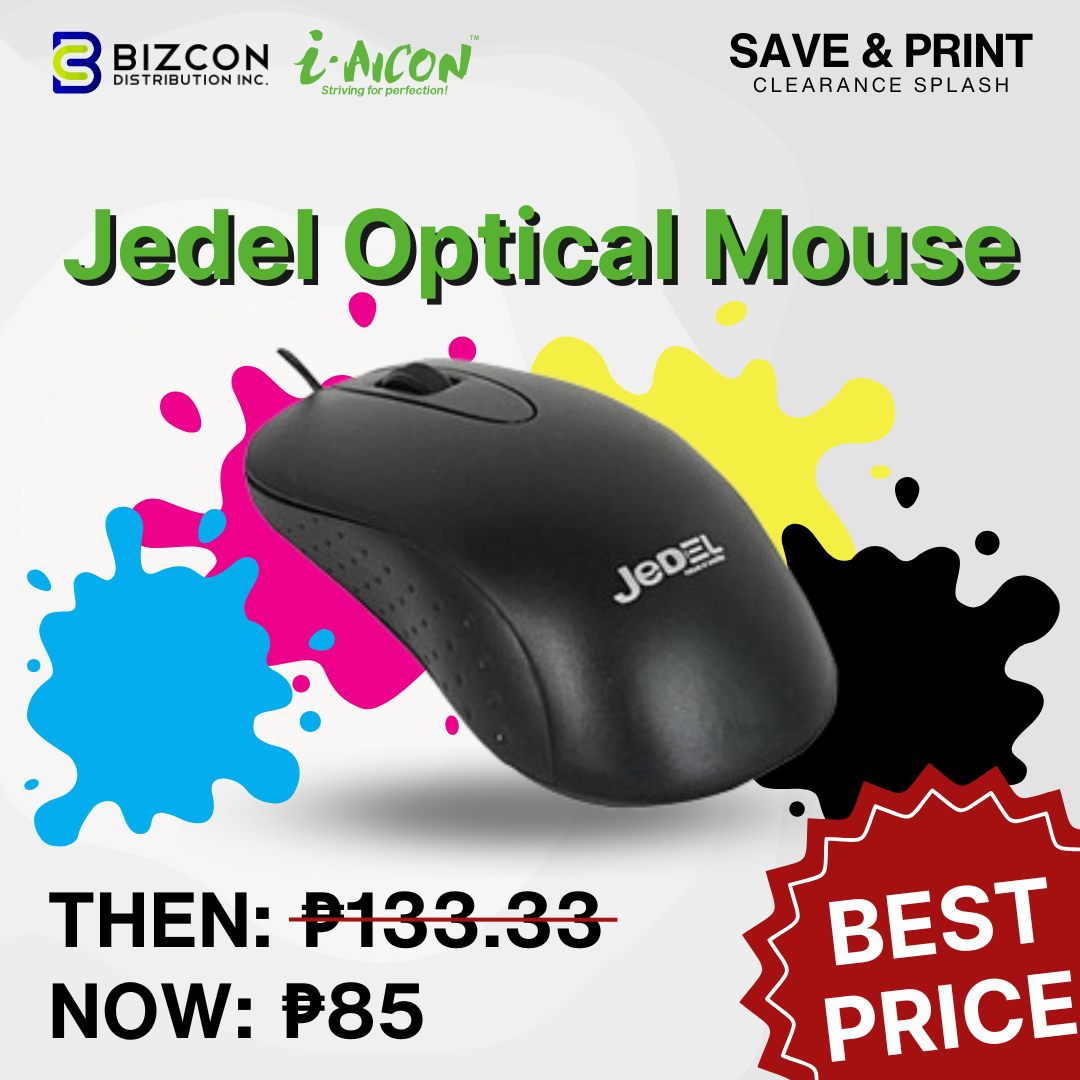 BIZCON
DISTRIBUTION INC.
i·AICON™
Striving for perfection!
SAVE & PRINT
CLEARANCE SPLASH
Jedel Optical Mouse
JeDEL
THEN: ₱133.33
NOW: ₱85
BEST
PRICE